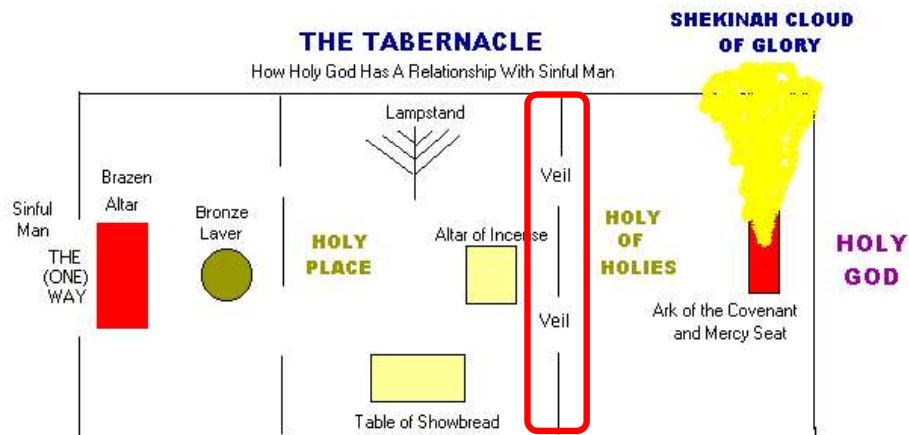 THE TABERNACLE
How Holy God Has A Relationship With Sinful Man
SHEKINAH CLOUD
OF GLORY
Sinful
Man
THE
(ONE)
WAY
Brazen
Altar
Bronze
Laver
HOLY
PLACE
Lampstand
Altar of Incense
Table of Showbread
Veil
Veil
HOLY
OF
HOLIES
Ark of the Covenant
and Mercy Seat
HOLY
GOD